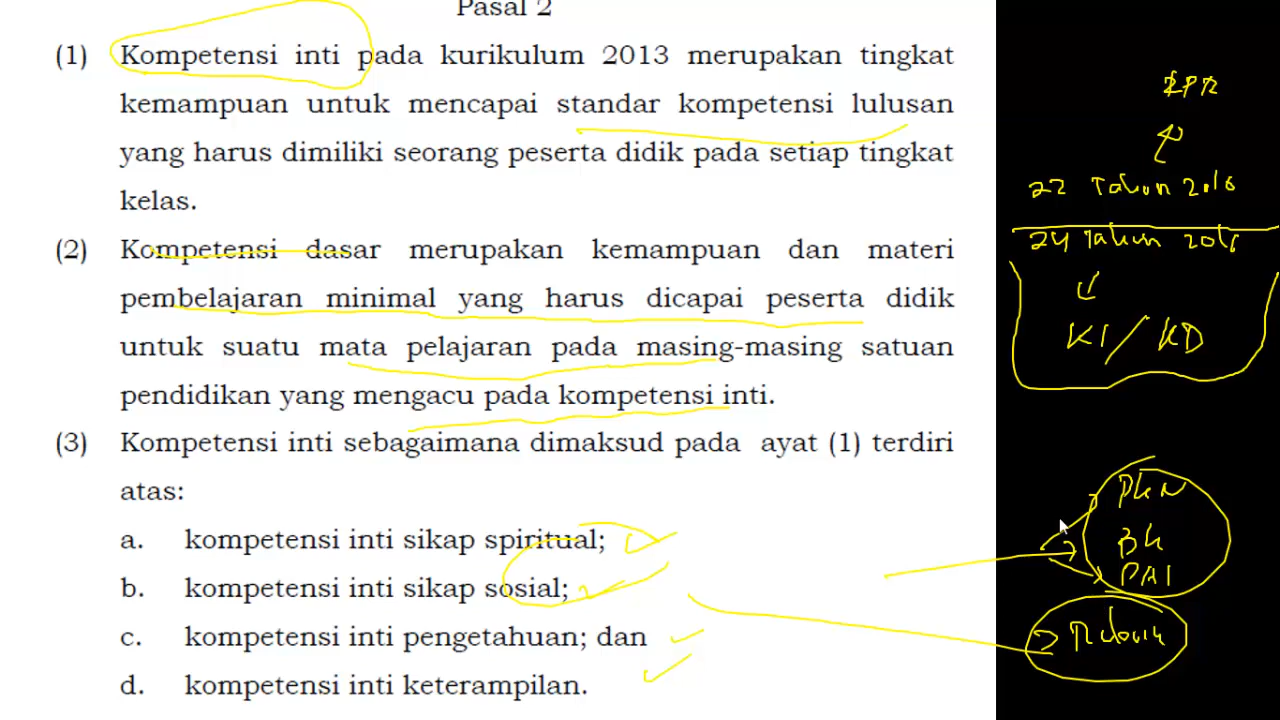 Pasal 2
(1) Kompetensi inti pada kurikulum 2013 merupakan tingkat
kemampuan untuk mencapai standar kompetensi lulusan
yang harus dimiliki seorang peserta didik pada setiap tingkat
kelas.
(2) Kompetensi dasar merupakan kemampuan dan materi
pembelajaran minimal yang harus dicapai peserta didik
untuk suatu mata pelajaran pada masing-masing satuan
pendidikan yang mengacu pada kompetensi inti.
(3) Kompetensi inti sebagaimana dimaksud pada ayat (1) terdiri
atas:
a. kompetensi inti sikap spiritual;
b. kompetensi inti sikap sosial;
c. kompetensi inti pengetahuan; dan
d. kompetensi inti keterampilan.
22 Tahun 2016
24 Tahun 2016
KI / KD
PKN
BK
PAI